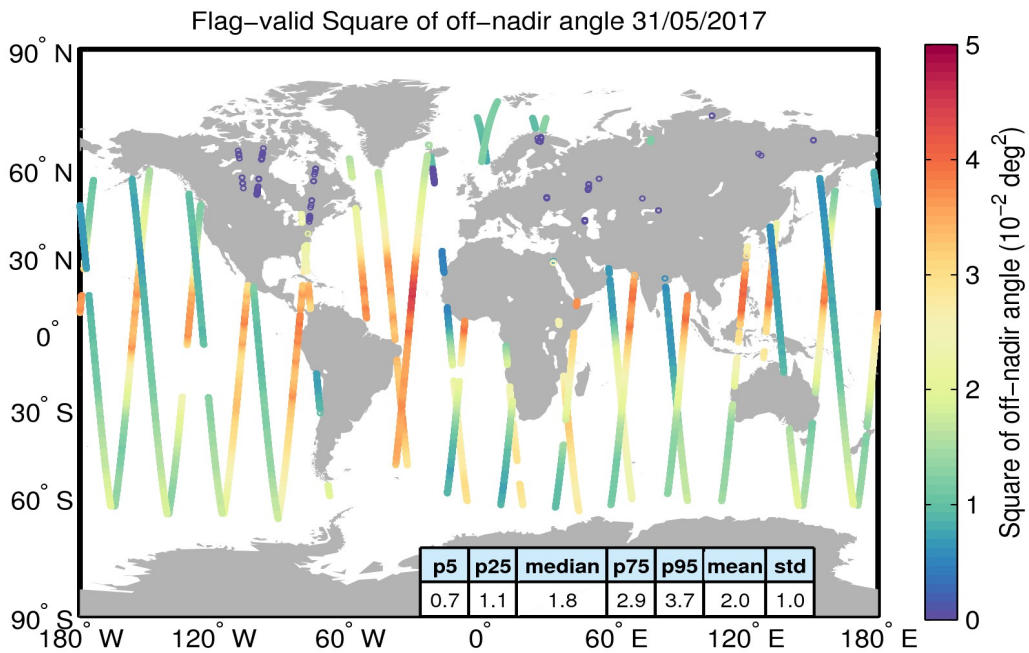 Flag-valid Square of off-nadir angle 31/05/2017
90° N
60° N
30° N
0°
30° S
60° S
90° S
180° W
120° W
60° W
0°
60° E
120° E
180° E
p5 p25 median p75 p95 mean std
0.7 1.1 1.8 2.9 3.7 2.0 1.0
5
4
3
2
1
0
Square of off-nadir angle (10⁻² deg²)